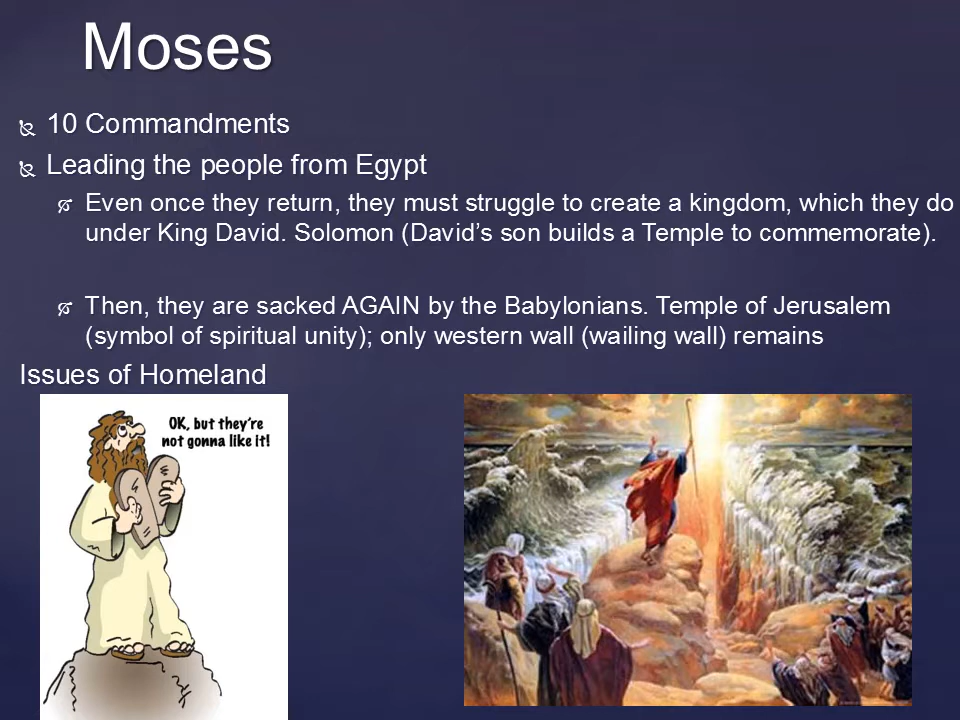 Moses
10 Commandments
Leading the people from Egypt
Even once they return, they must struggle to create a kingdom, which they do
under King David. Solomon (David’s son builds a Temple to commemorate).
Then, they are sacked AGAIN by the Babylonians. Temple of Jerusalem
(symbol of spiritual unity); only western wall (wailing wall) remains
Issues of Homeland
OK, but they’re
not gonna like it!